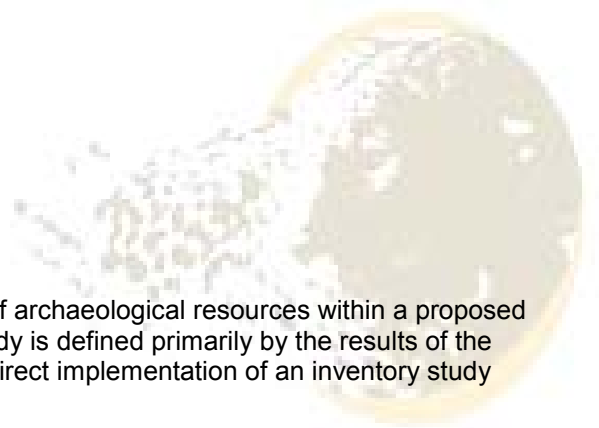 f archaeological resources within a proposed
dy is defined primarily by the results of the
irect implementation of an inventory study